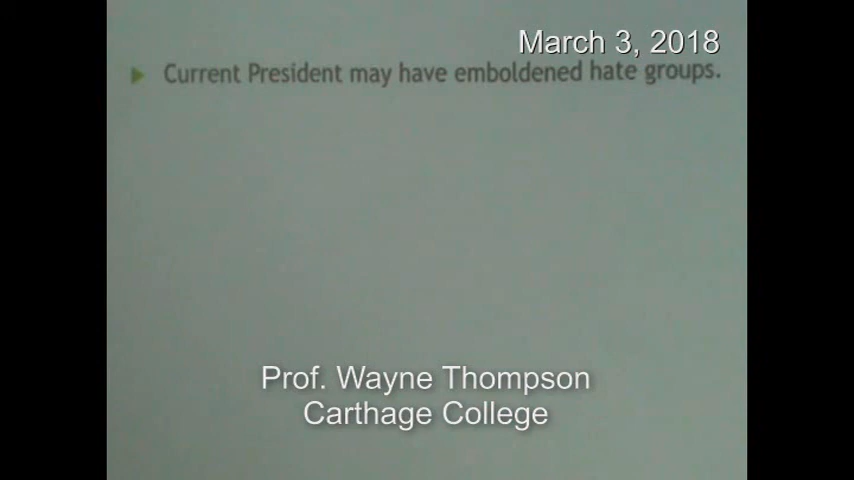 March 3, 2018
Current President may have emboldened hate groups.
Prof. Wayne Thompson
Carthage College